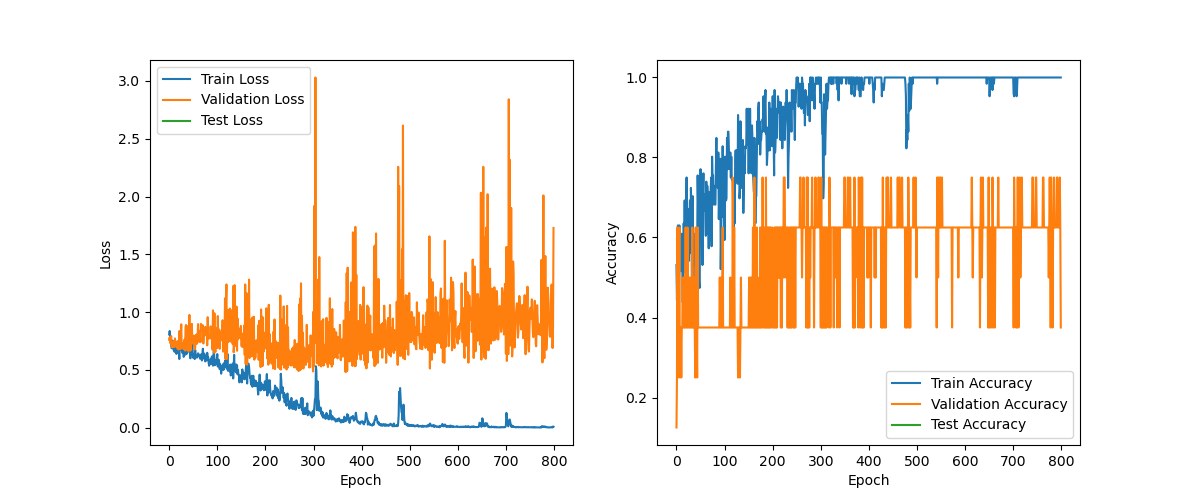 Train Loss
Validation Loss
Test Loss
3.0
2.5
2.0
1.5
1.0
0.5
0.0
Loss
0 100 200 300 400 500 600 700 800
Epoch
1.0
0.8
0.6
0.4
0.2
Accuracy
Train Accuracy
Validation Accuracy
Test Accuracy
0 100 200 300 400 500 600 700 800
Epoch